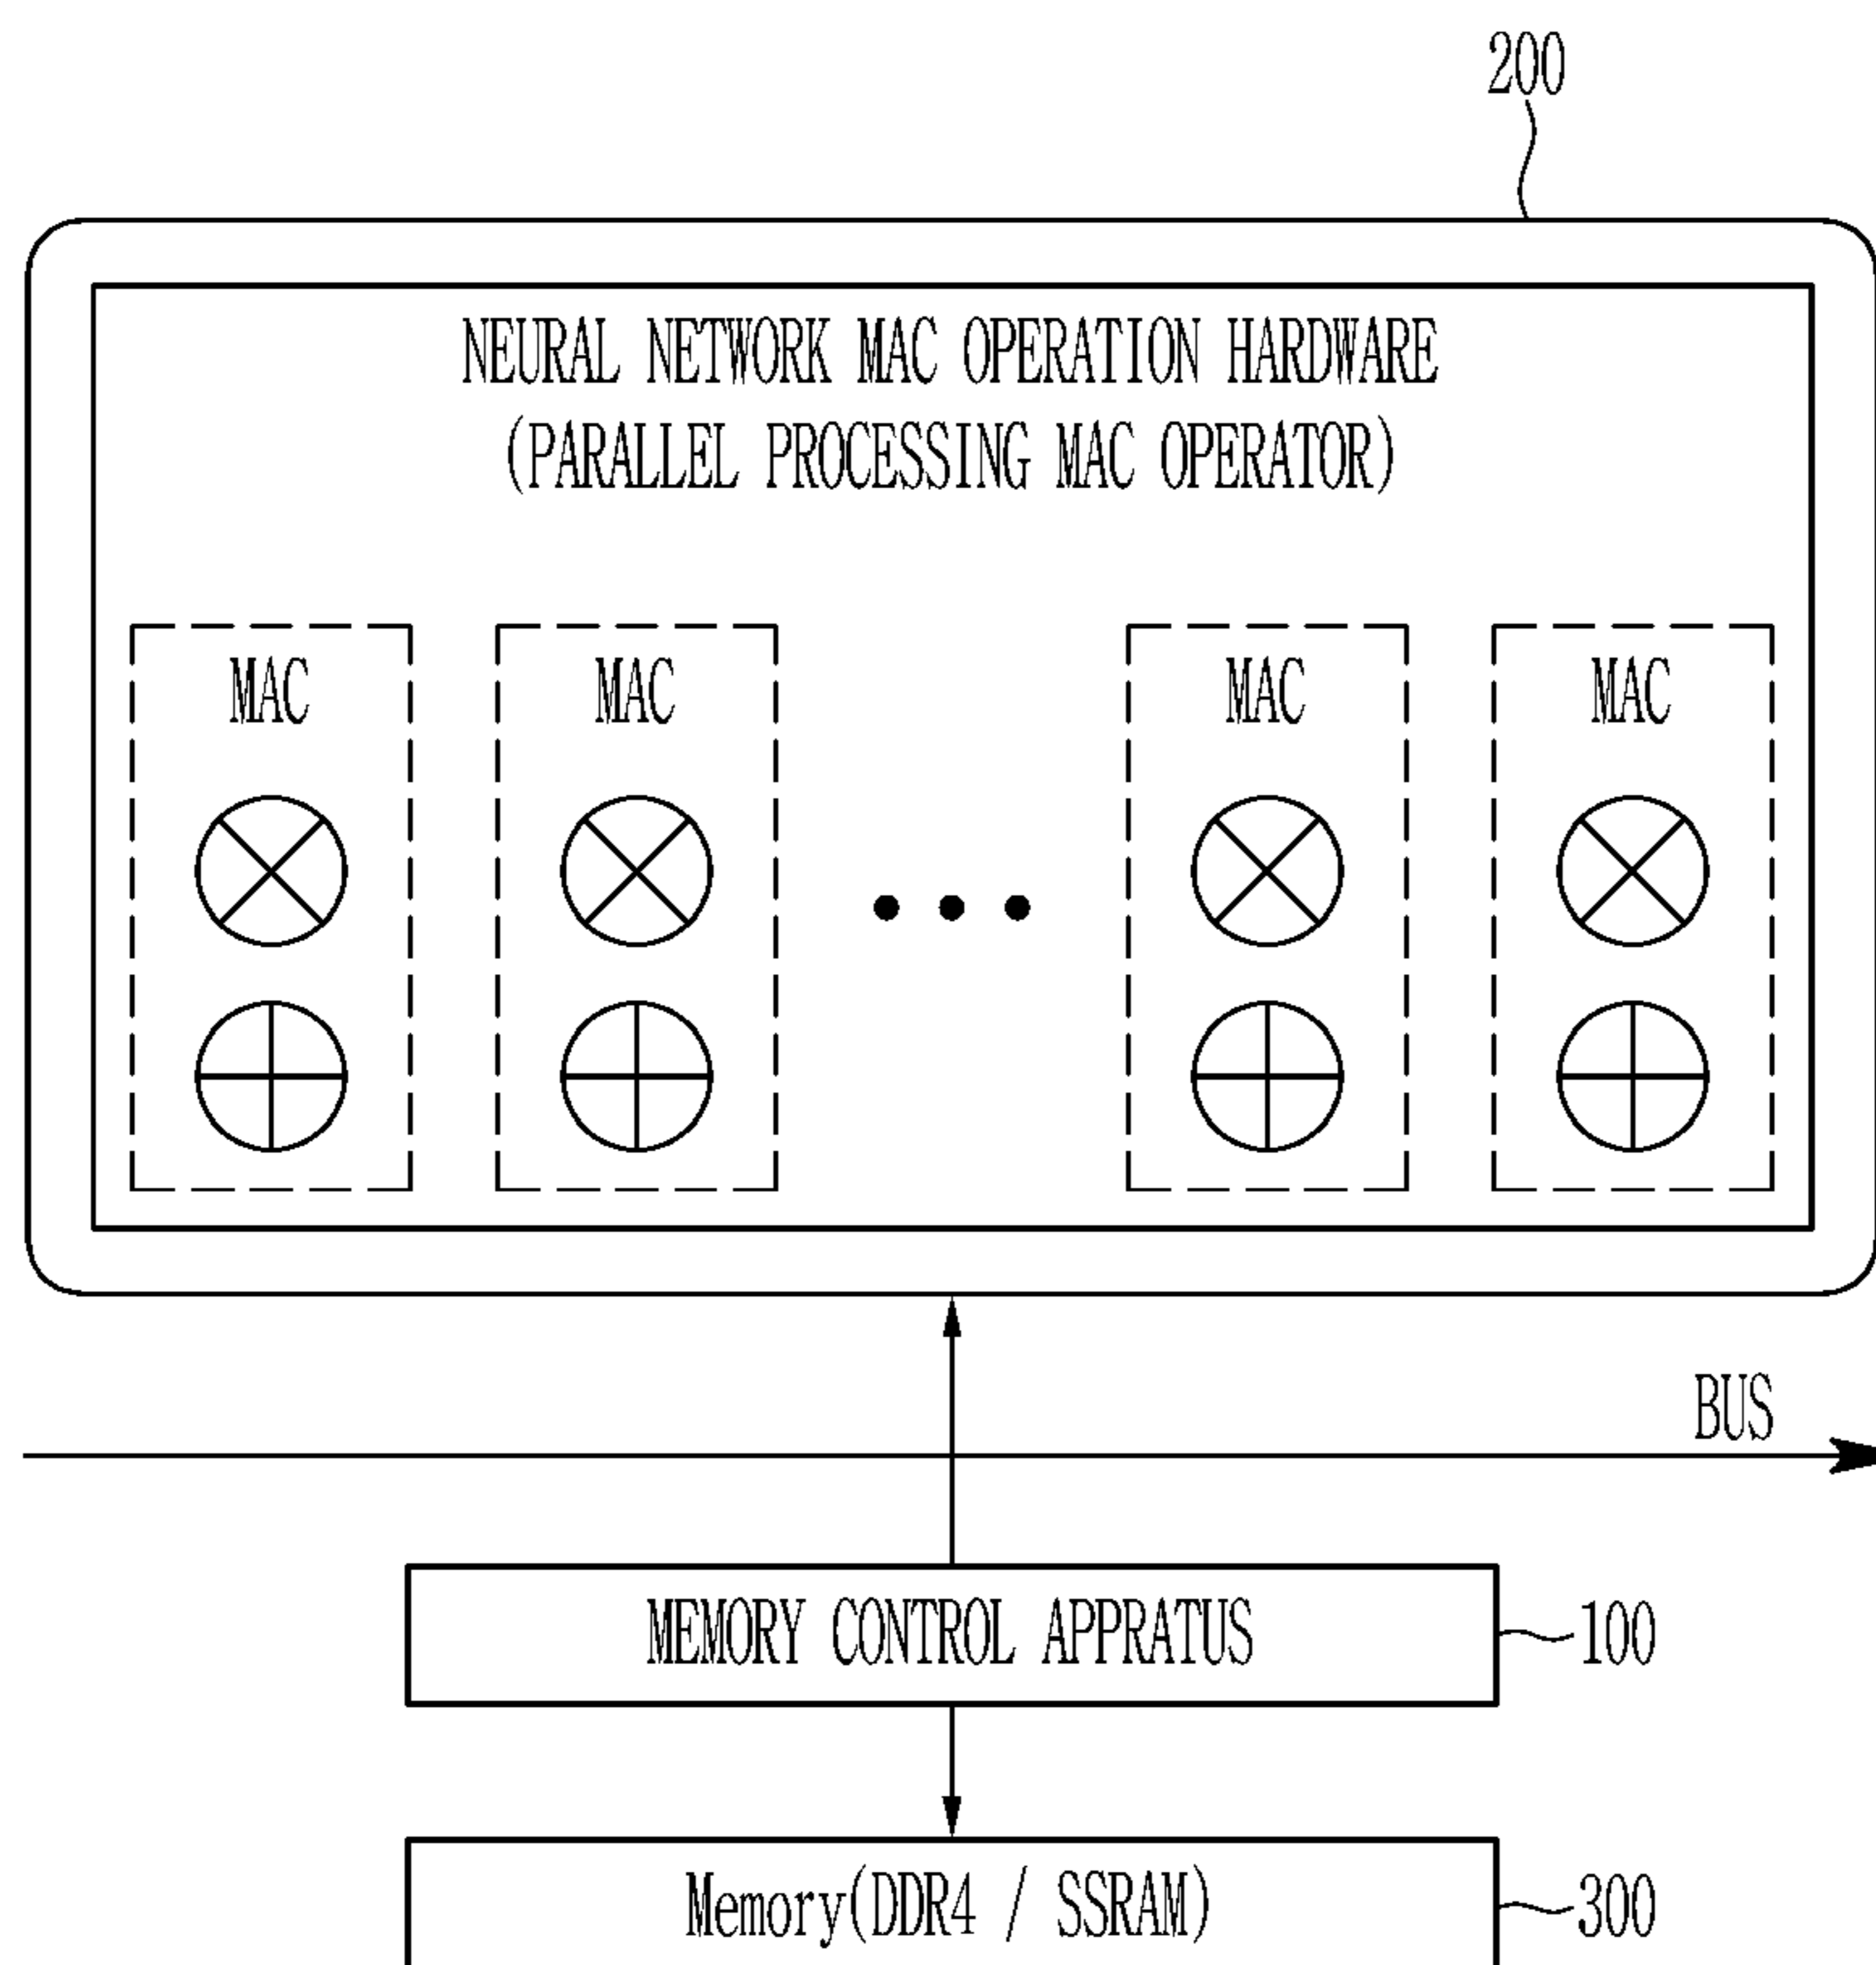 200
NEURAL NETWORK MAC OPERATION HARDWARE
(PARALLEL PROCESSING MAC OPERATOR)
MAC MAC MAC MAC
BUS
MEMORY CONTROL APPRATUS
100
Memory(DDR4 / SSRAM)
300